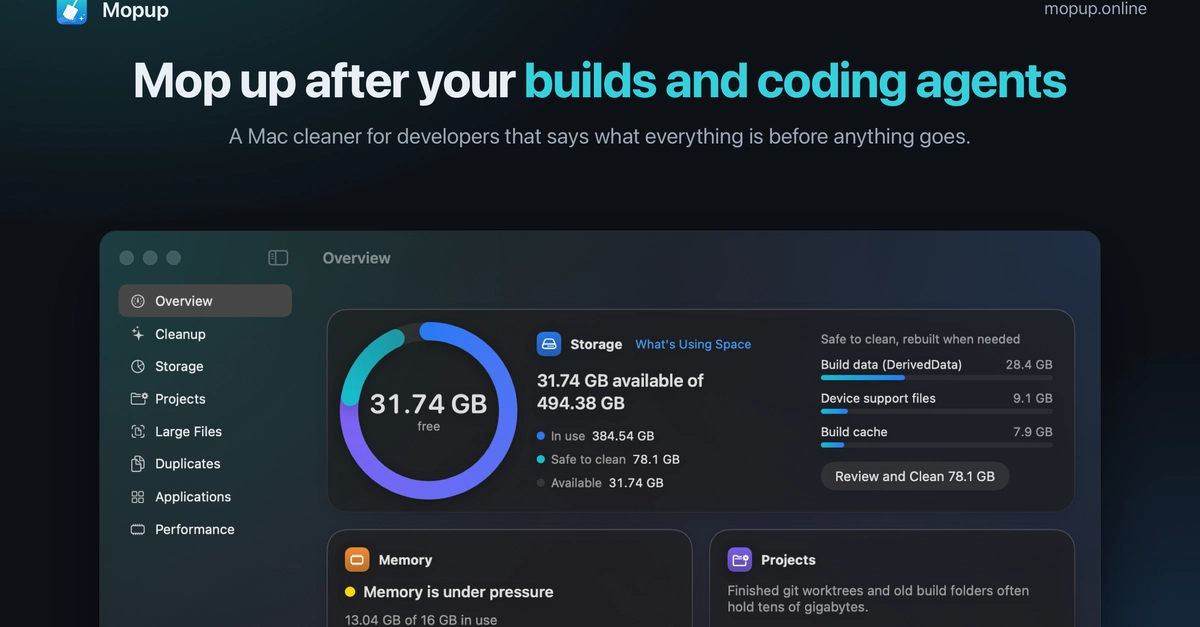 Mopup
mopup.online
Mop up after your builds and coding agents
A Mac cleaner for developers that says what everything is before anything goes.
Overview
Overview
Cleanup
Storage
Projects
Large Files
Duplicates
Applications
Performance
31.74 GB
free
Storage What's Using Space
31.74 GB available of
494.38 GB
In use 384.54 GB
Safe to clean 78.1 GB
Available 31.74 GB
Safe to clean, rebuilt when needed
Build data (DerivedData) 28.4 GB
Device support files 9.1 GB
Build cache 7.9 GB
Review and Clean 78.1 GB
Memory
Memory is under pressure
13.04 GB of 16 GB in use
Projects
Finished git worktrees and old build folders often
hold tens of gigabytes.